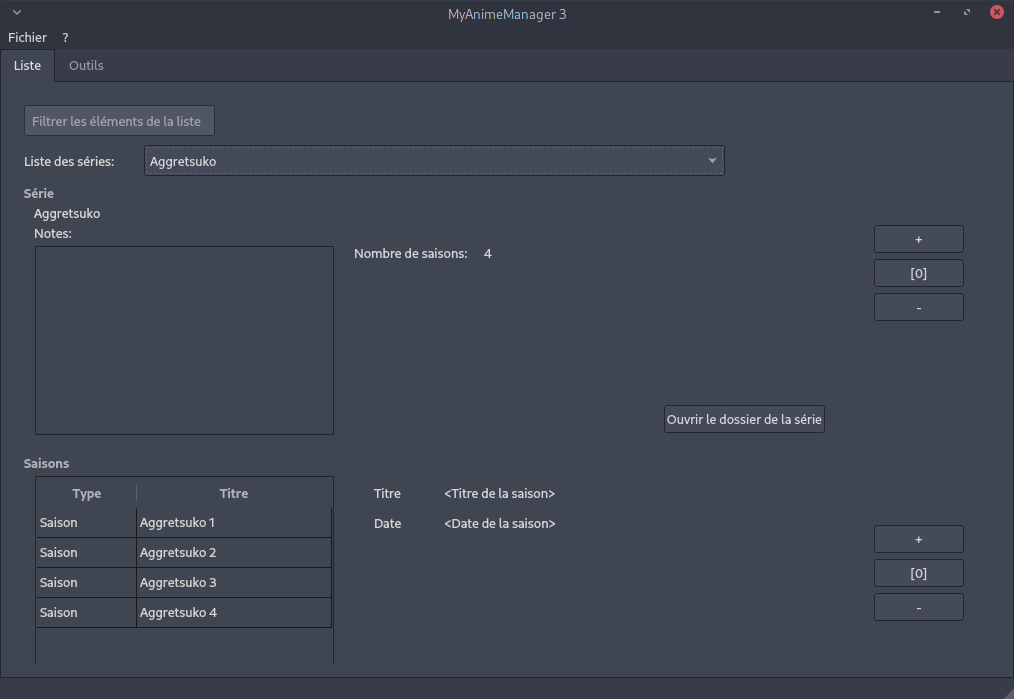 MyAnimeManager 3
Fichier ?
Liste Outils
Filtrer les éléments de la liste
Liste des séries: Aggretsuko
Série
Aggretsuko
Notes:
Nombre de saisons: 4
+
[0]
-
Ouvrir le dossier de la série
Saisons
Type Titre
Saison Aggretsuko 1
Saison Aggretsuko 2
Saison Aggretsuko 3
Saison Aggretsuko 4
Titre <Titre de la saison>
Date <Date de la saison>
+
[0]
-